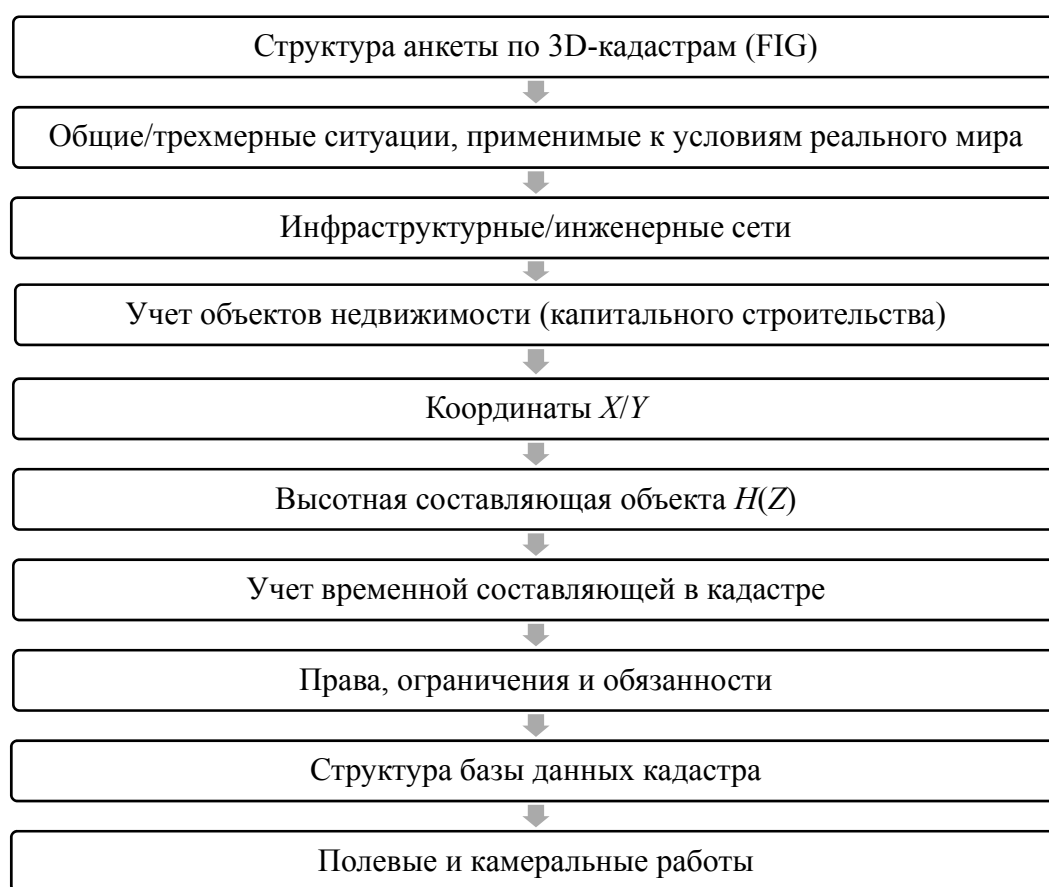 Структура анкеты по 3D-кадастрам (FIG)
Общие/трехмерные ситуации, применимые к условиям реального мира
Инфраструктурные/инженерные сети
Учет объектов недвижимости (капитального строительства)
Координаты X/Y
Высотная составляющая объекта H(Z)
Учет временной составляющей в кадастре
Права, ограничения и обязанности
Структура базы данных кадастра
Полевые и камеральные работы